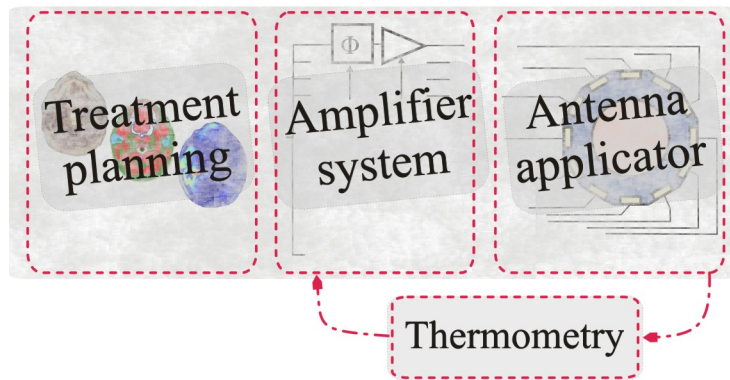 Φ
Treatment
planning
Amplifier
system
Antenna
applicator
Thermometry